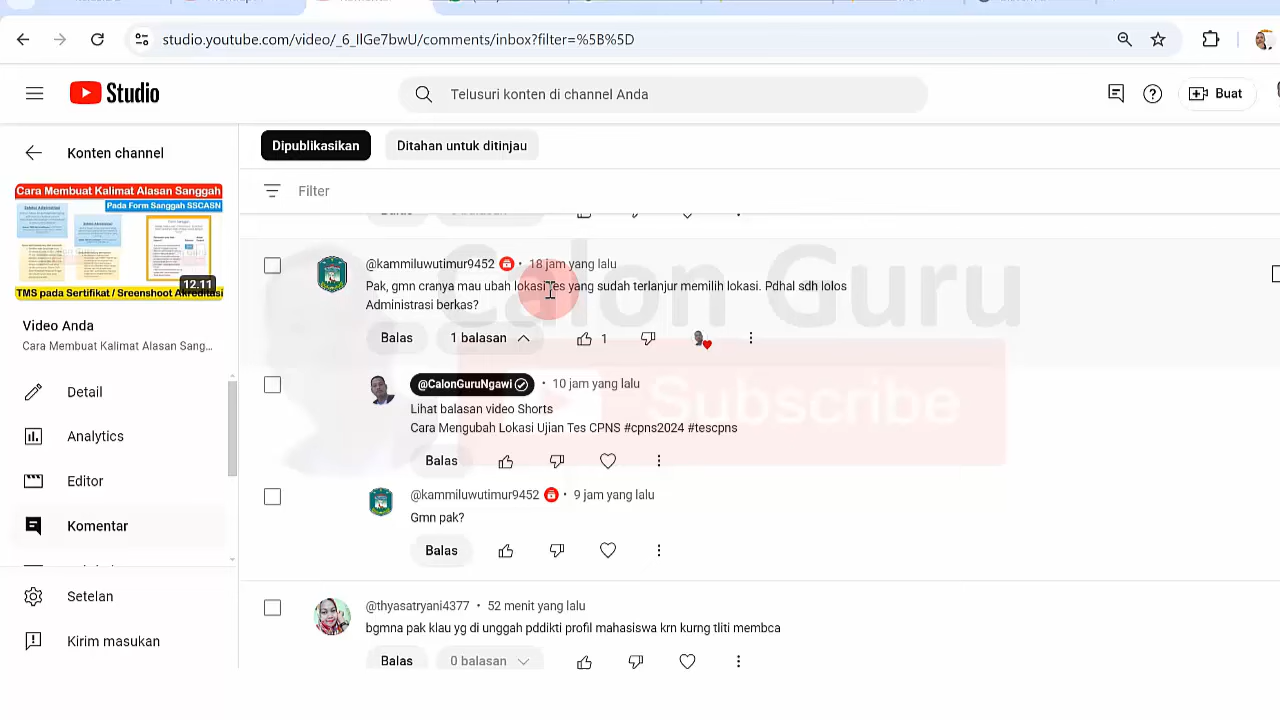 studio.youtube.com/video/_6_IlGe7bwU/comments/inbox?filter=%5B%5D
Studio
Telusuri konten di channel Anda
Buat
Konten channel
Dipublikasikan
Ditahan untuk ditinjau
Filter
Cara Membuat Kalimat Alasan Sanggah
Pada Form Sanggah SSCASN
12.11
TMS pada Sertifikat / Sreenshoot Akreditasi
Video Anda
Cara Membuat Kalimat Alasan Sang...
Detail
Analytics
Editor
Komentar
Setelan
Kirim masukan
@kammiluwutimur9452 • jam yang lalu
Pak, gmn cranya mau ubah lokasi tes yang sudah terlanjur memilih lokasi. Pdhal sdh lolos
Administrasi berkas?
Balas 1 balasan 1
@CalonGuruNgawi • 10 jam yang lalu
Lihat balasan video Shorts
Cara Mengubah Lokasi Ujian Tes CPNS #cpns2024 #tescpns
Balas
@kammiluwutimur9452 • 9 jam yang lalu
Gmn pak?
Balas
@thyasatryani4377 • 52 menit yang lalu
bgmna pak klau yg di unggah pddikti profil mahasiswa krn kurng tliti membca
Balas 0 balasan
Calon Guru
Subscribe